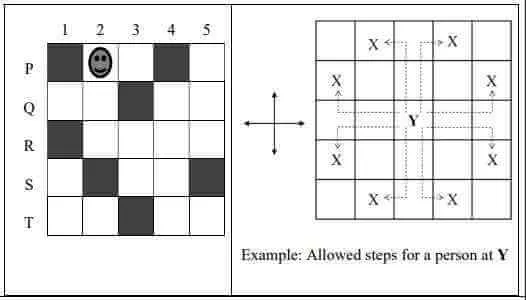 1 2 3 4 5
P
Q
R
S
T
X X
X X
Y
X X
X X
Example: Allowed steps for a person at Y